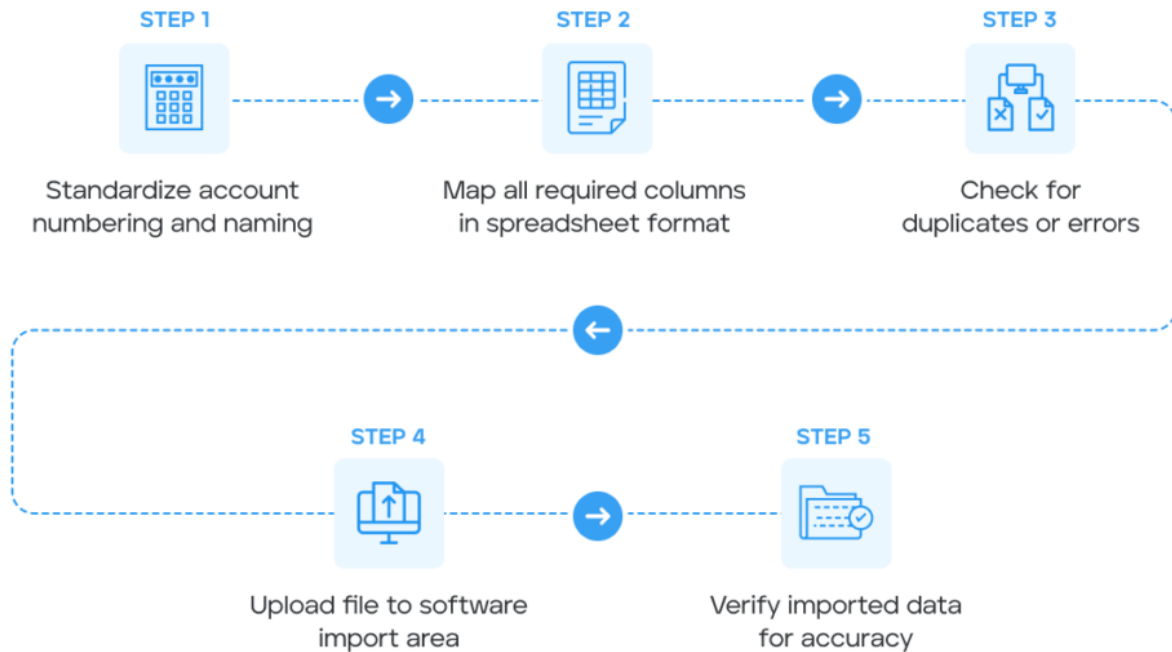 STEP 1
Standardize account
numbering and naming
STEP 2
Map all required columns
in spreadsheet format
STEP 3
Check for
duplicates or errors
STEP 4
Upload file to software
import area
STEP 5
Verify imported data
for accuracy